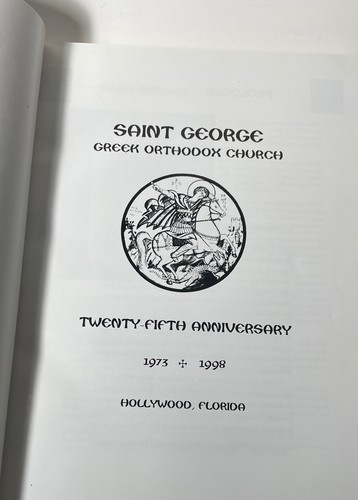 SAINT GEORGE
GREEK ORTHODOX CHURCH
TWENTY-FIFTH ANNIVERSARY
1973 ✣ 1998
HOLLYWOOD, FLORIDA